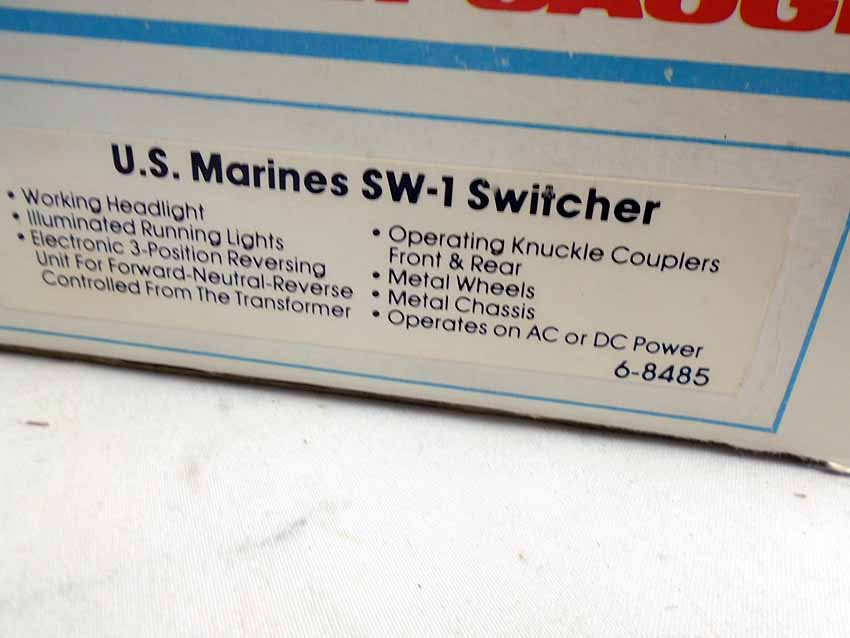 GAUG
U.S. Marines SW-1 Switcher
• Working Headlight
• Illuminated Running Lights
• Electronic 3-Position Reversing
Unit For Forward-Neutral-Reverse
Controlled From The Transformer
• Operating Knuckle Couplers
Front & Rear
• Metal Wheels
• Metal Chassis
• Operates on AC or DC Power
6-8485